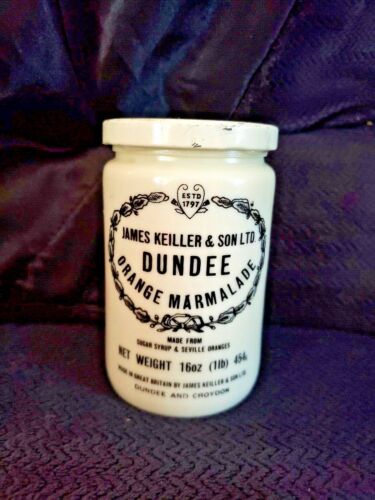 ESTD
1797
JAMES KEILLER & SON LTD.
DUNDEE
ORANGE MARMALADE
MADE FROM
SUGAR SYRUP & SEVILLE ORANGES
NET WEIGHT 16oz (1lb) 454g
MADE IN GREAT BRITAIN BY JAMES KEILLER & SON LTD.
DUNDEE AND CROYDON